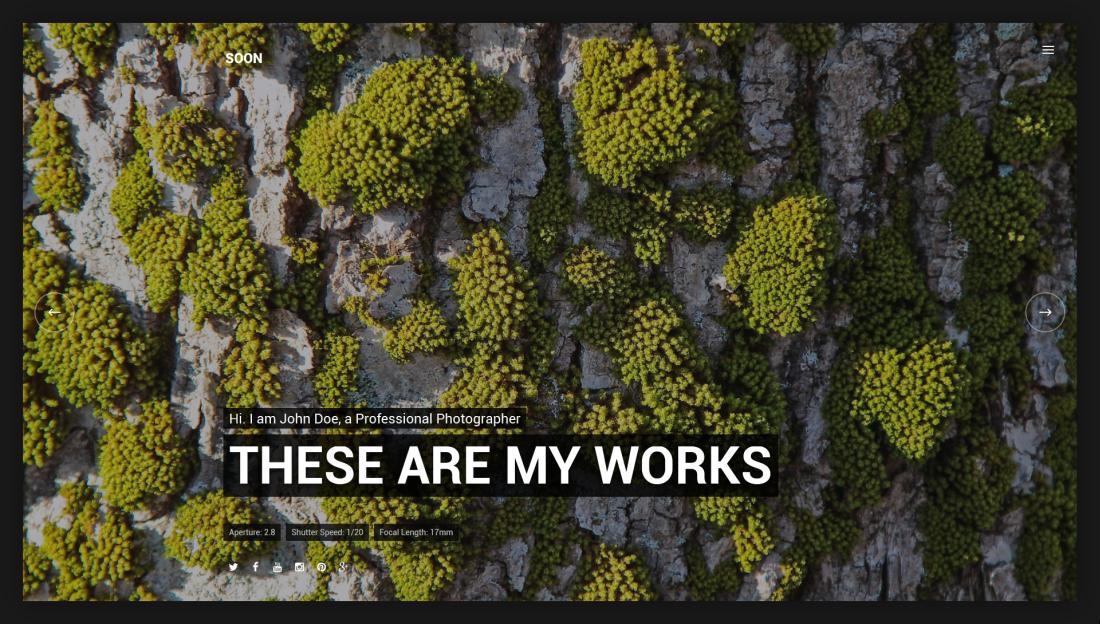 SOON
Hi. I am John Doe, a Professional Photographer
THESE ARE MY WORKS
Aperture: 2.8 Shutter Speed: 1/20 Focal Length: 17mm